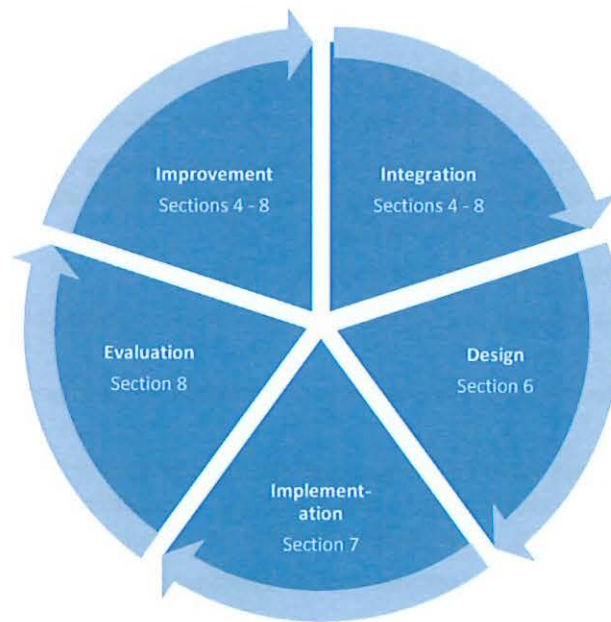 Improvement
Sections 4 - 8
Integration
Sections 4 - 8
Evaluation
Section 8
Design
Section 6
Implement-
ation
Section 7